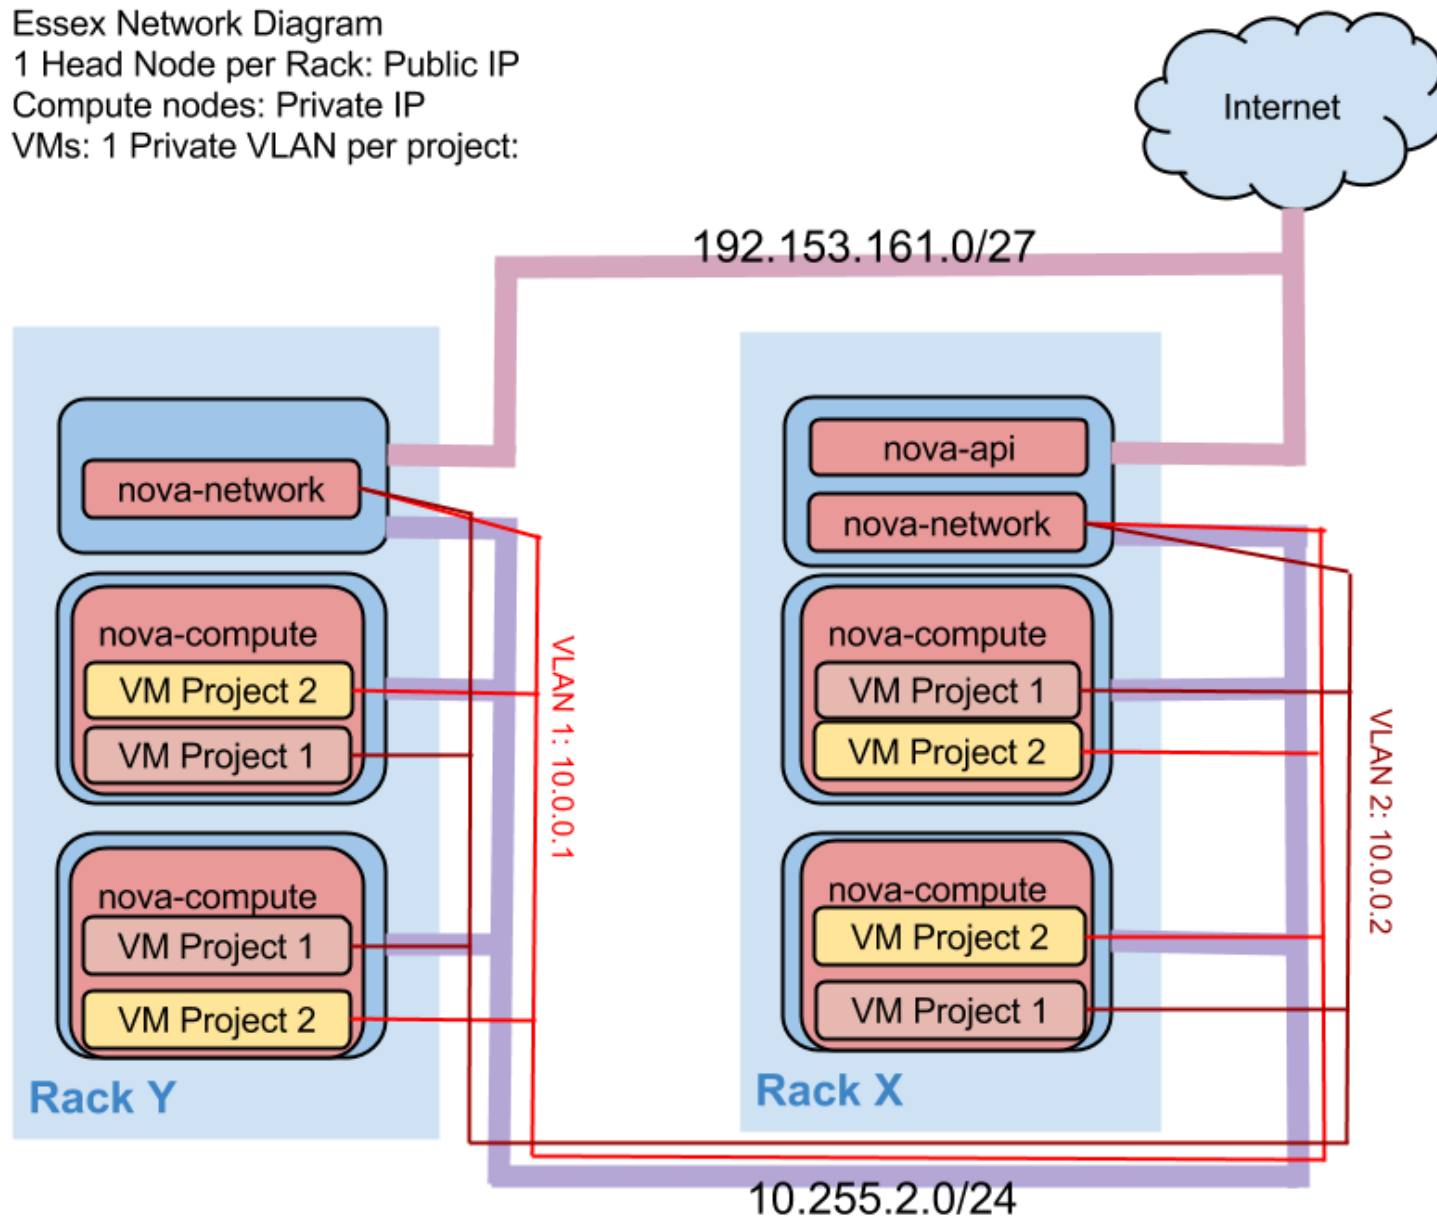 Essex Network Diagram
1 Head Node per Rack: Public IP
Compute nodes: Private IP
VMs: 1 Private VLAN per project:
Internet
192.153.161.0/27
nova-network
nova-compute
VM Project 2
VM Project 1
nova-compute
VM Project 1
VM Project 2
Rack Y
VLAN 1: 10.0.0.1
nova-api
nova-network
nova-compute
VM Project 1
VM Project 2
nova-compute
VM Project 2
VM Project 1
Rack X
VLAN 2: 10.0.0.2
10.255.2.0/24